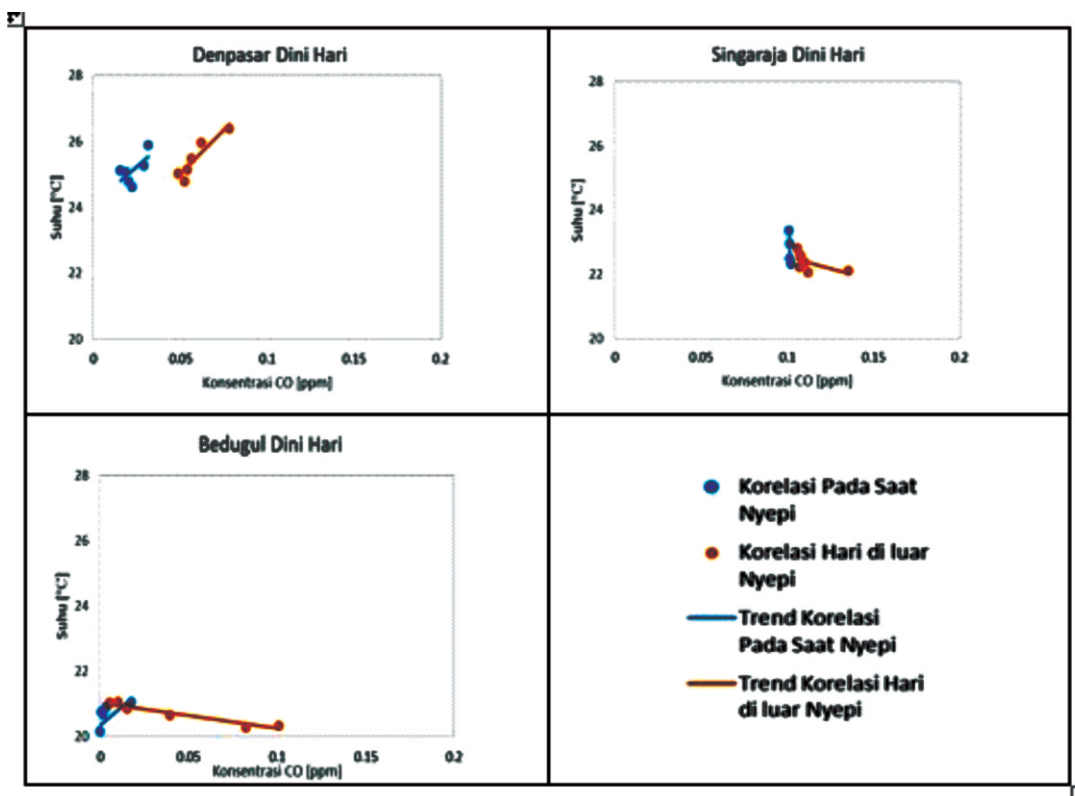 Denpasar Dini Hari
28
26
24
22
20
Suhu [°C]
0 0.05 0.1 0.15 0.2
Konsentrasi CO [ppm]
Singaraja Dini Hari
28
26
24
22
20
Suhu [°C]
0 0.05 0.1 0.15 0.2
Konsentrasi CO [ppm]
Bedugul Dini Hari
28
26
24
22
20
Suhu [°C]
0 0.05 0.1 0.15 0.2
Konsentrasi CO [ppm]
Korelasi Pada Saat
Nyepi
Korelasi Hari di luar
Nyepi
Trend Korelasi
Pada Saat Nyepi
Trend Korelasi Hari
di luar Nyepi